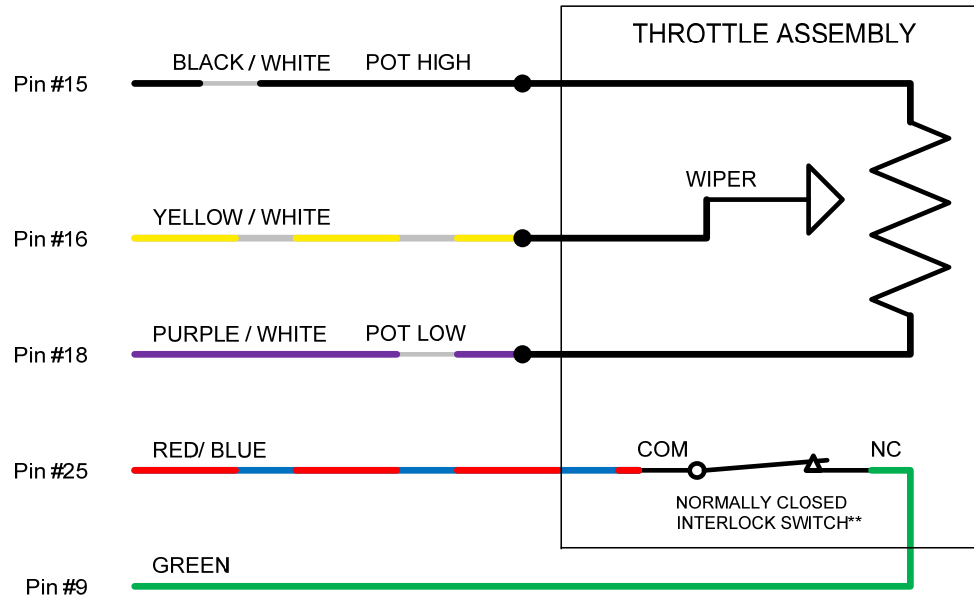 THROTTLE ASSEMBLY
BLACK / WHITE POT HIGH
Pin #15
WIPER
YELLOW / WHITE
Pin #16
PURPLE / WHITE POT LOW
Pin #18
RED/ BLUE COM NC
Pin #25
NORMALLY CLOSED
INTERLOCK SWITCH**
GREEN
Pin #9